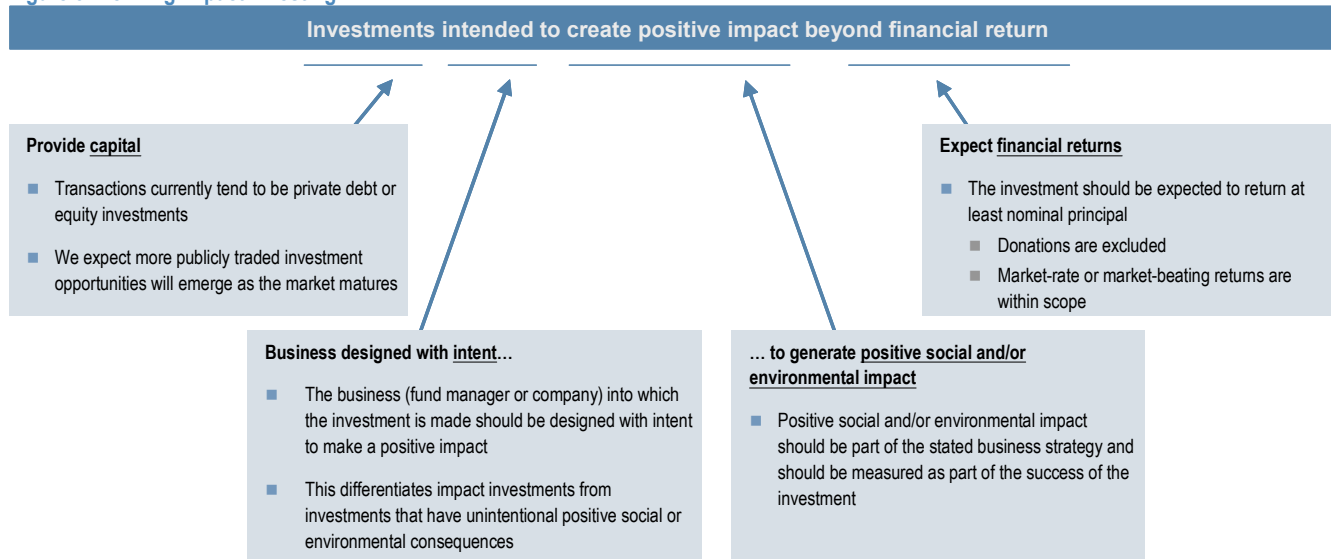 Investments intended to create positive impact beyond financial return
Provide capital
Transactions currently tend to be private debt or
equity investments
We expect more publicly traded investment
opportunities will emerge as the market matures
Expect financial returns
The investment should be expected to return at
least nominal principal
Donations are excluded
Market-rate or market-beating returns are
within scope
Business designed with intent…
The business (fund manager or company) into which
the investment is made should be designed with intent
to make a positive impact
This differentiates impact investments from
investments that have unintentional positive social or
environmental consequences
… to generate positive social and/or
environmental impact
Positive social and/or environmental impact
should be part of the stated business strategy and
should be measured as part of the success of the
investment